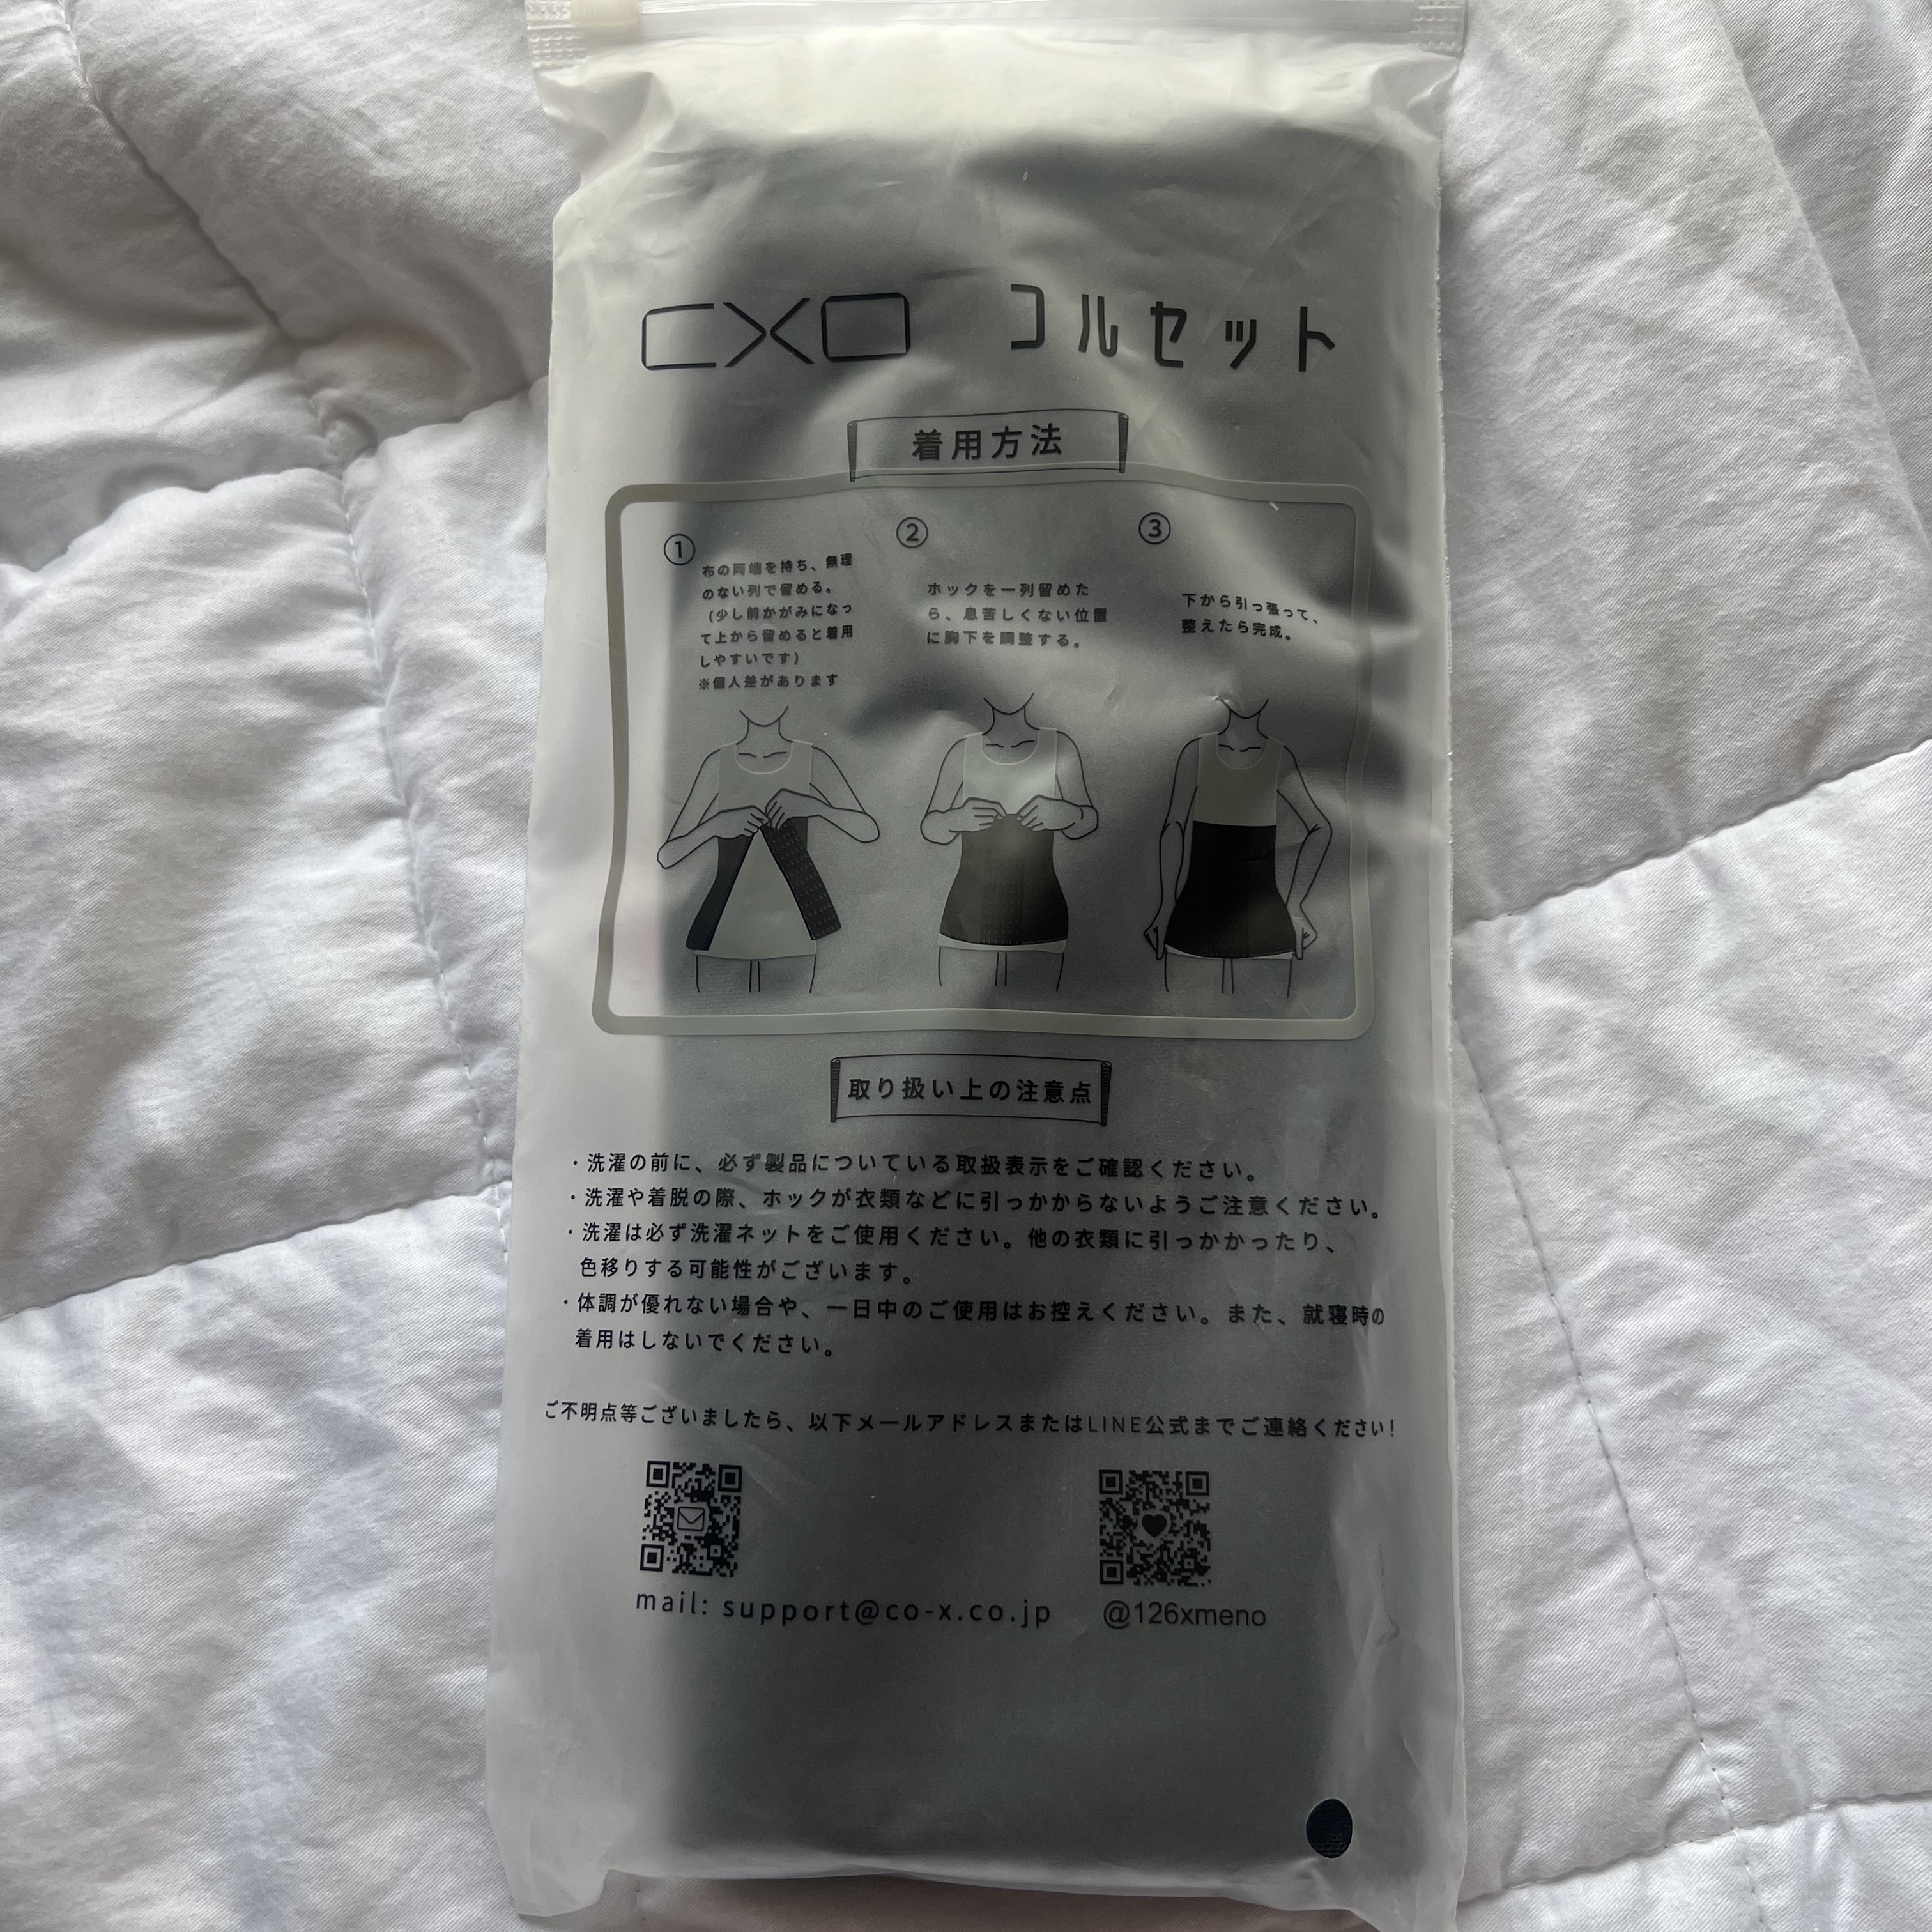 CXO コルセット
着用方法
①
布の両端を持ち、無理
のない列で留める。
(少し前かがみになっ
て上から留めると着用
しやすいです)
※個人差があります
②
ホックを一列留めた
ら、息苦しくない位置
に胸下を調整する。
③
下から引っ張って、
整えたら完成。
取り扱い上の注意点
・洗濯の前に、必ず製品についている取扱表示をご確認ください。
・洗濯や着脱の際、ホックが衣類などに引っかからないようご注意ください。
・洗濯は必ず洗濯ネットをご使用ください。他の衣類に引っかかったり、
色移りする可能性がございます。
・体調が優れない場合や、一日中のご使用はお控えください。また、就寝時の
着用はしないでください。
ご不明点等ございましたら、以下メールアドレスまたはLINE公式までご連絡ください!
mail: support@co-x.co.jp
@126xmeno